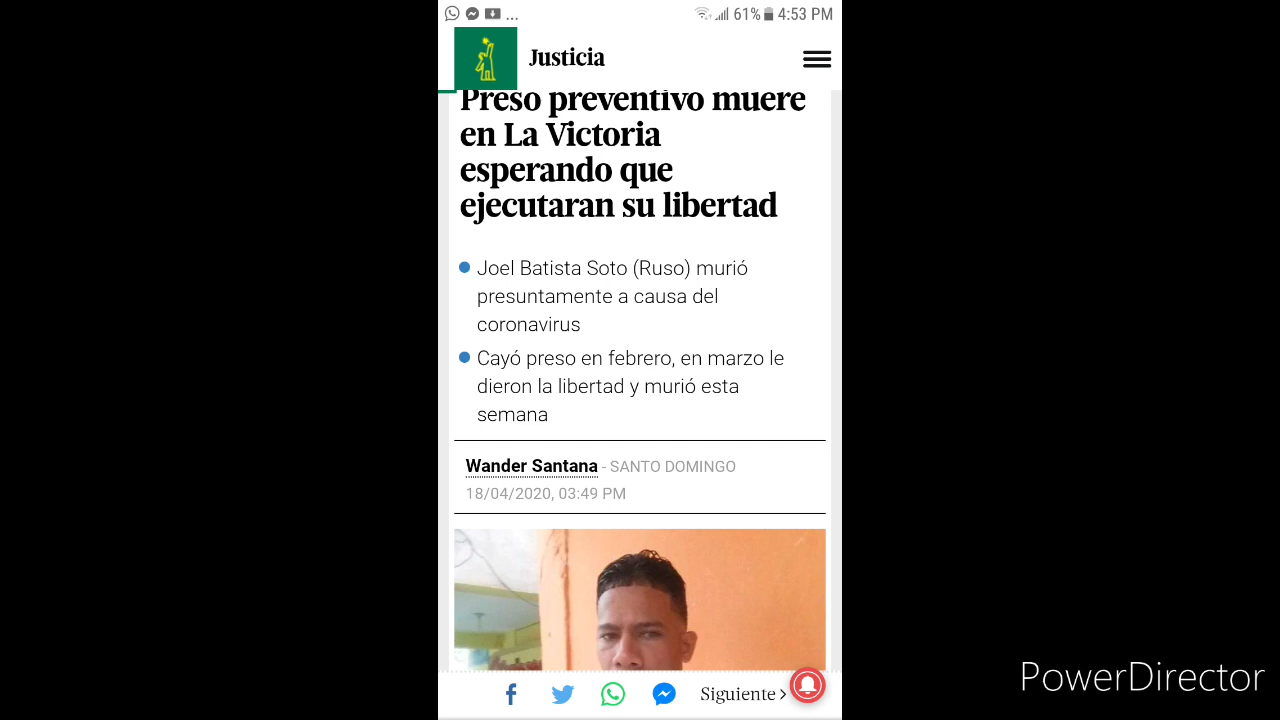 ... 61% 4:53 PM
Justicia
Preso preventivo muere
en La Victoria
esperando que
ejecutaran su libertad
Joel Batista Soto (Ruso) murió
presuntamente a causa del
coronavirus
Cayó preso en febrero, en marzo le
dieron la libertad y murió esta
semana
Wander Santana - SANTO DOMINGO
18/04/2020, 03:49 PM
Siguiente >
PowerDirector